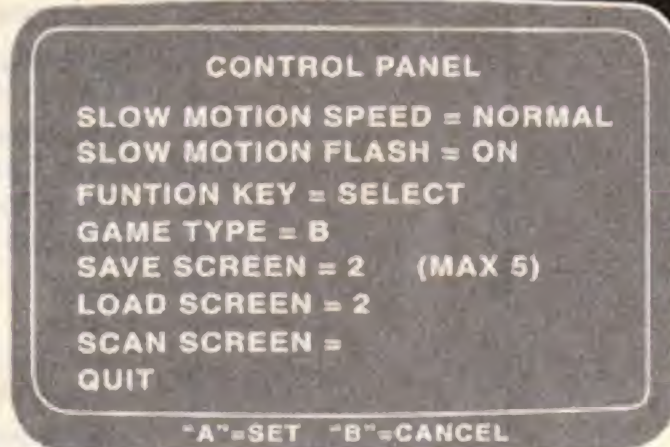 CONTROL PANEL
SLOW MOTION SPEED = NORMAL
SLOW MOTION FLASH = ON
FUNTION KEY = SELECT
GAME TYPE = B
SAVE SCREEN = 2 (MAX 5)
LOAD SCREEN = 2
SCAN SCREEN =
QUIT
"A"=SET "B"=CANCEL